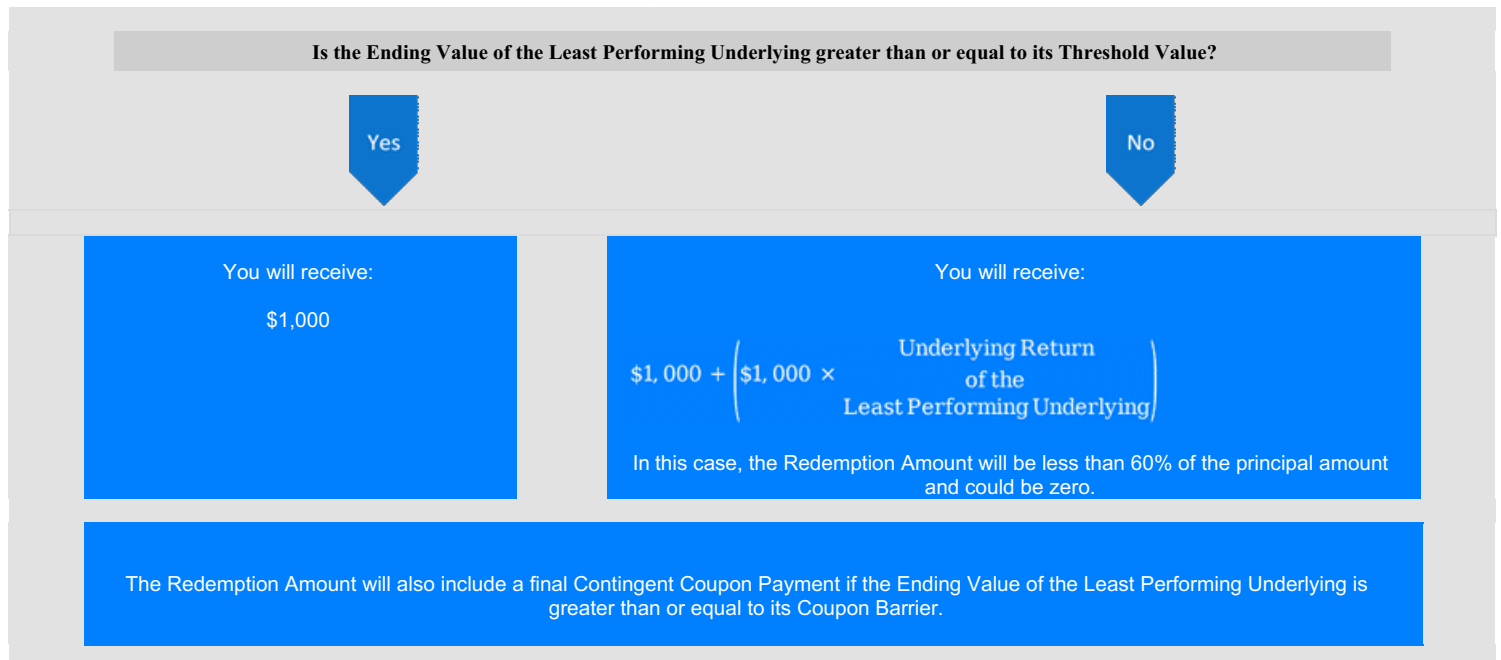 Is the Ending Value of the Least Performing Underlying greater than or equal to its Threshold Value?
Yes
No
You will receive:
$1,000
You will receive:
$1, 000 + ($1, 000 × Underlying Return
of the
Least Performing Underlying)
In this case, the Redemption Amount will be less than 60% of the principal amount
and could be zero.
The Redemption Amount will also include a final Contingent Coupon Payment if the Ending Value of the Least Performing Underlying is
greater than or equal to its Coupon Barrier.